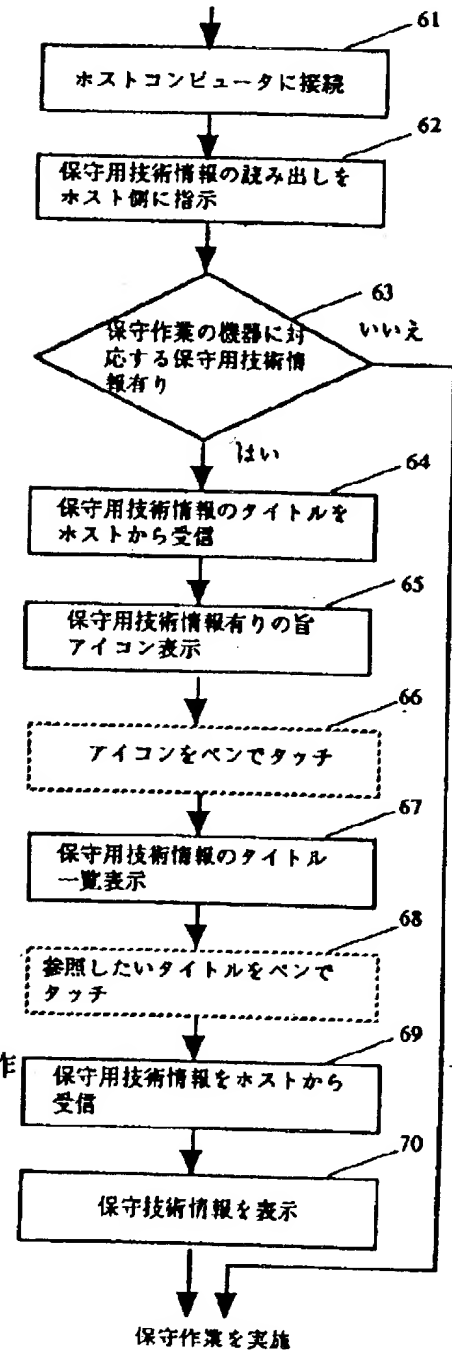 61
ホストコンピュータに接続
62
保守用技術情報の読み出しを
ホスト側に指示
63
保守作業の機器に対
応する保守用技術情
報有り
いいえ
はい
64
保守用技術情報のタイトルを
ホストから受信
65
保守用技術情報有りの旨
アイコン表示
66
アイコンをペンでタッチ
67
保守用技術情報のタイトル
一覧表示
68
参照したいタイトルをペンで
タッチ
69
作
保守用技術情報をホストから
受信
70
保守技術情報を表示
保守作業を実施